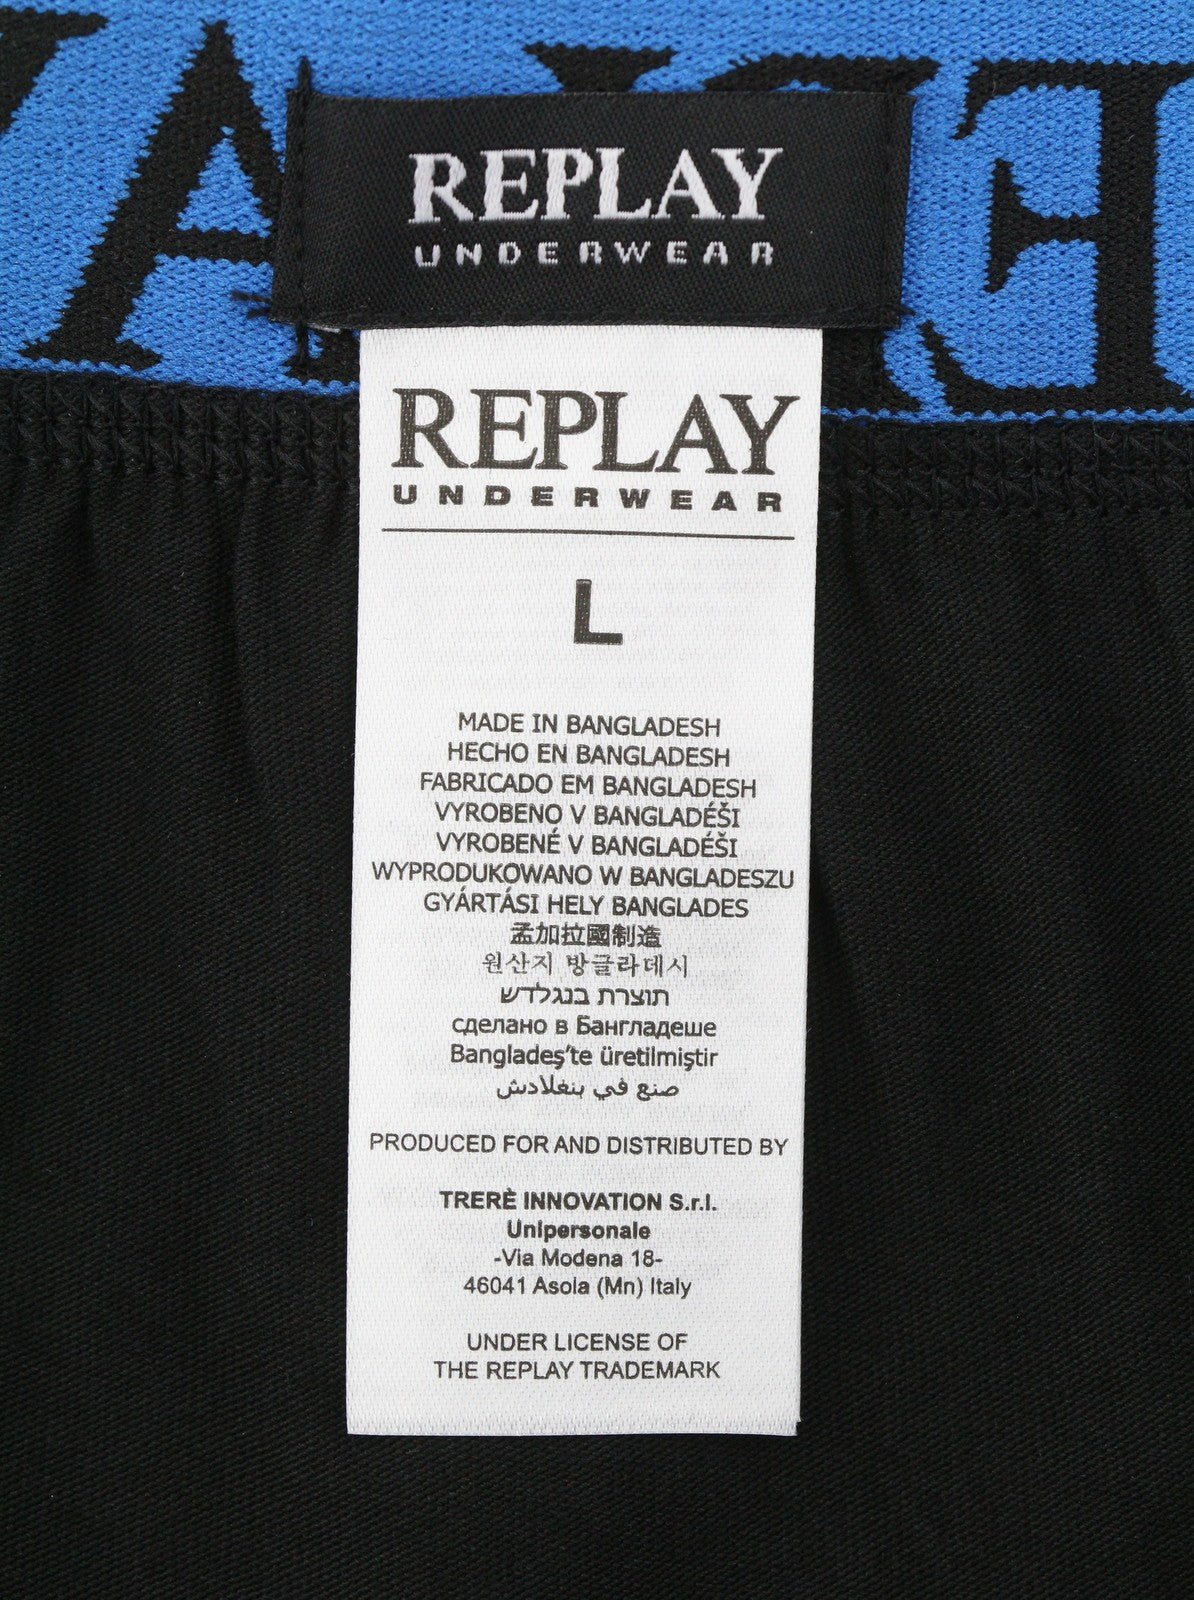 REPLAY
UNDERWEAR
REPLAY
UNDERWEAR
L
MADE IN BANGLADESH
HECHO EN BANGLADESH
FABRICADO EM BANGLADESH
VYROBENO V BANGLADÉŠI
VYROBENÉ V BANGLADÉŠI
WYPRODUKOWANO W BANGLADESZU
GYÁRTÁSI HELY BANGLADES
孟加拉國制造
원산지 방글라데시
תוצרת בנגלדש
сделано в Бангладеше
Bangladeş'te üretilmiştir
صنع في بنغلادش
PRODUCED FOR AND DISTRIBUTED BY
TRERÈ INNOVATION S.r.l.
Unipersonale
-Via Modena 18-
46041 Asola (Mn) Italy
UNDER LICENSE OF
THE REPLAY TRADEMARK